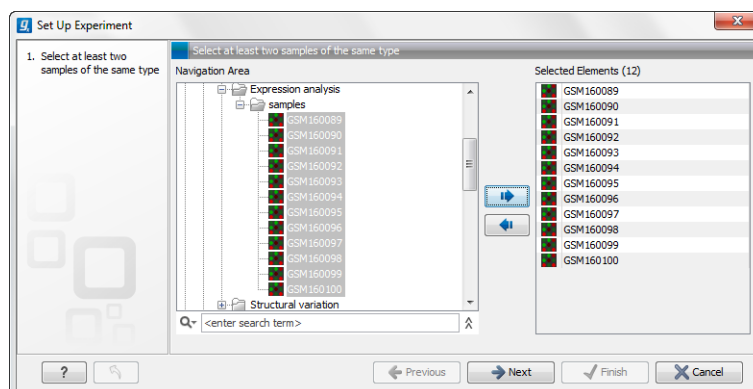 Set Up Experiment
1. Select at least two
samples of the same type
Select at least two samples of the same type
Navigation Area
Expression analysis
samples
GSM160089
GSM160090
GSM160091
GSM160092
GSM160093
GSM160094
GSM160095
GSM160096
GSM160097
GSM160098
GSM160099
GSM160100
Structural variation
<enter search term>
Selected Elements (12)
GSM160089
GSM160090
GSM160091
GSM160092
GSM160093
GSM160094
GSM160095
GSM160096
GSM160097
GSM160098
GSM160099
GSM160100
?
Previous
Next
Finish
Cancel